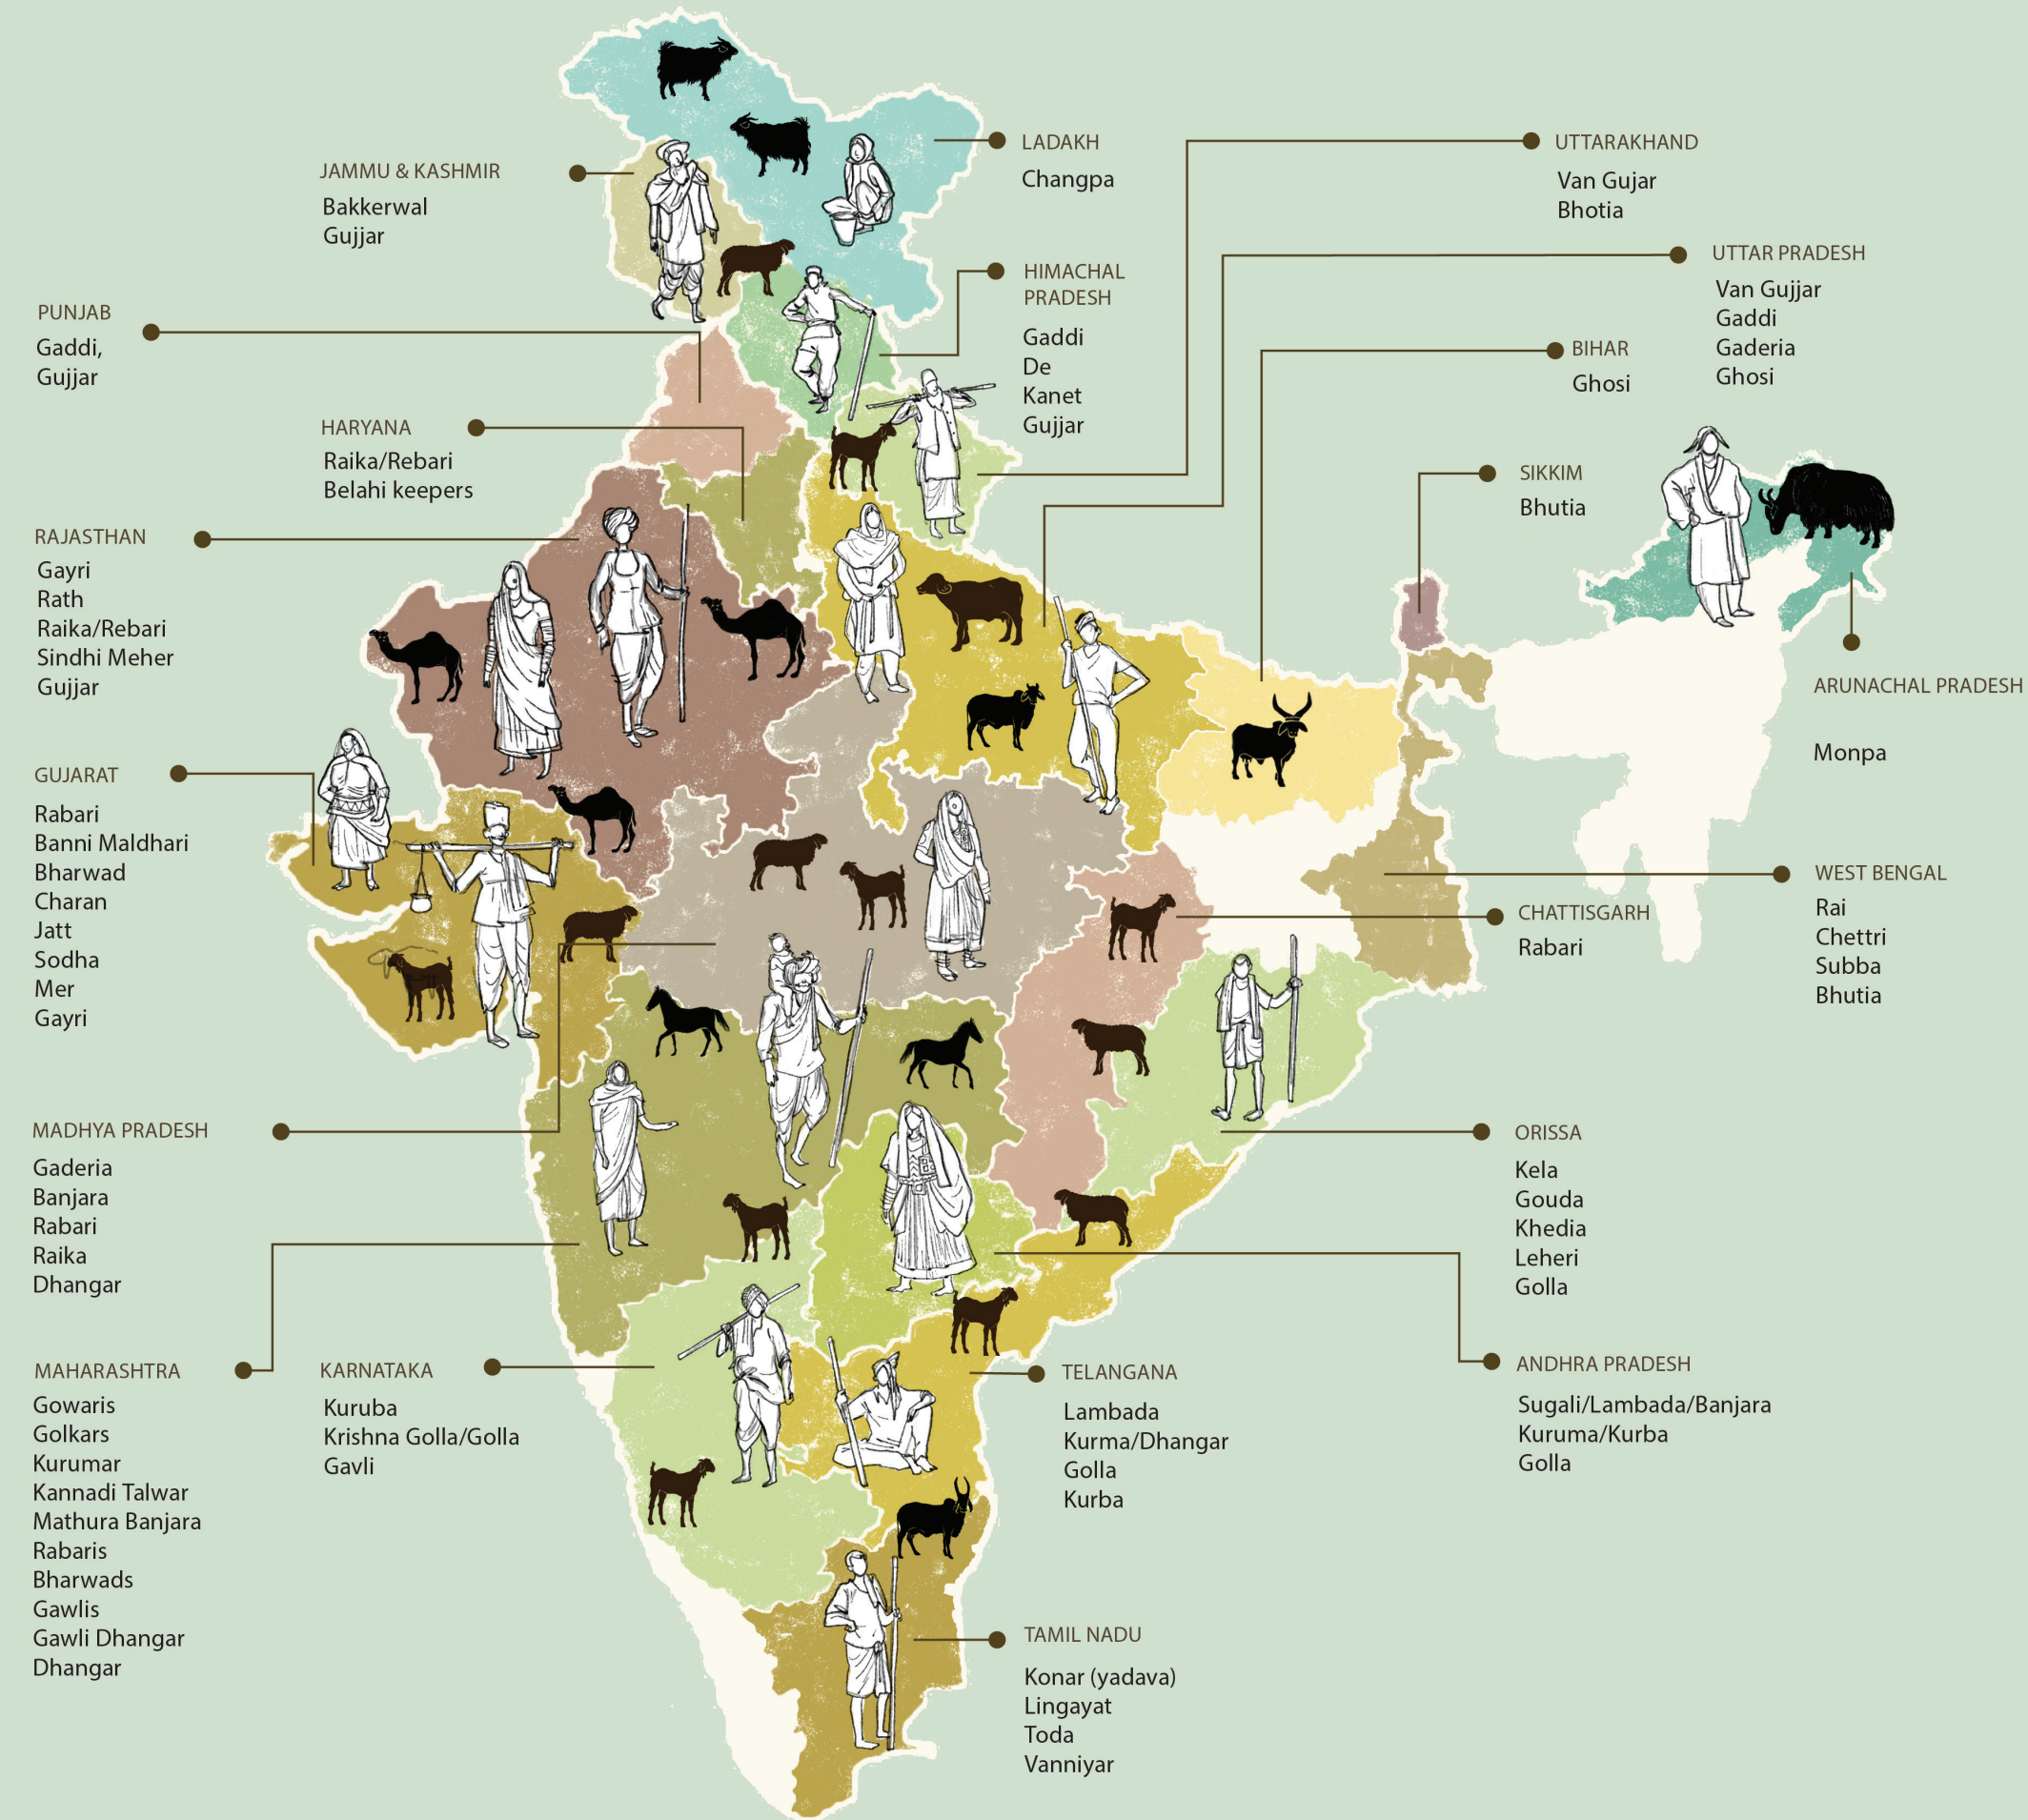 JAMMU & KASHMIR
Bakkerwal
Gujjar
LADAKH
Changpa
UTTARAKHAND
Van Gujar
Bhotia
HIMACHAL
PRADESH
Gaddi
De
Kanet
Gujjar
UTTAR PRADESH
Van Gujjar
Gaddi
Gaderia
Ghosi
PUNJAB
Gaddi,
Gujjar
BIHAR
Ghosi
HARYANA
Raika/Rebari
Belahi keepers
SIKKIM
Bhutia
RAJASTHAN
Gayri
Rath
Raika/Rebari
Sindhi Meher
Gujjar
ARUNACHAL PRADESH
Monpa
GUJARAT
Rabari
Banni Maldhari
Bharwad
Charan
Jatt
Sodha
Mer
Gayri
WEST BENGAL
Rai
Chettri
Subba
Bhutia
CHATTISGARH
Rabari
MADHYA PRADESH
Gaderia
Banjara
Rabari
Raika
Dhangar
ORISSA
Kela
Gouda
Khedia
Leheri
Golla
MAHARASHTRA
Gowaris
Golkars
Kurumar
Kannadi Talwar
Mathura Banjara
Rabaris
Bharwads
Gawlis
Gawli Dhangar
Dhangar
KARNATAKA
Kuruba
Krishna Golla/Golla
Gavli
TELANGANA
Lambada
Kurma/Dhangar
Golla
Kurba
ANDHRA PRADESH
Sugali/Lambada/Banjara
Kuruma/Kurba
Golla
TAMIL NADU
Konar (yadava)
Lingayat
Toda
Vanniyar